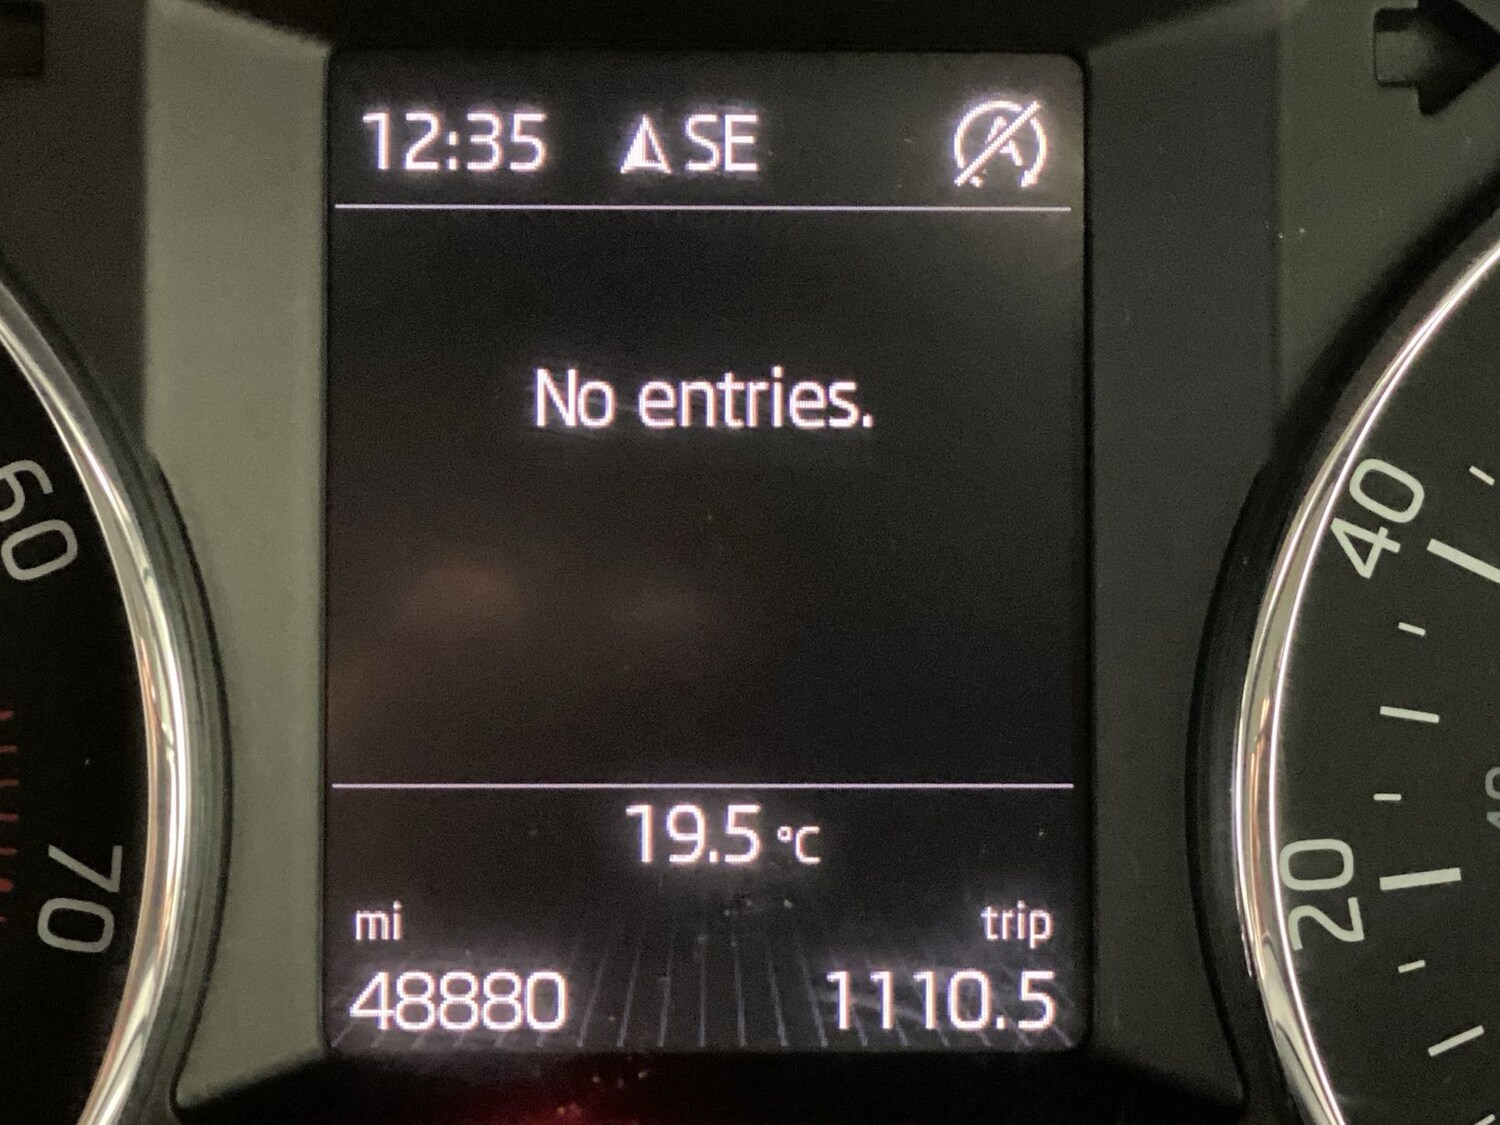 12:35 SE A
No entries.
19.5 °C
mi trip
48880 1110.5
60
70
40
20